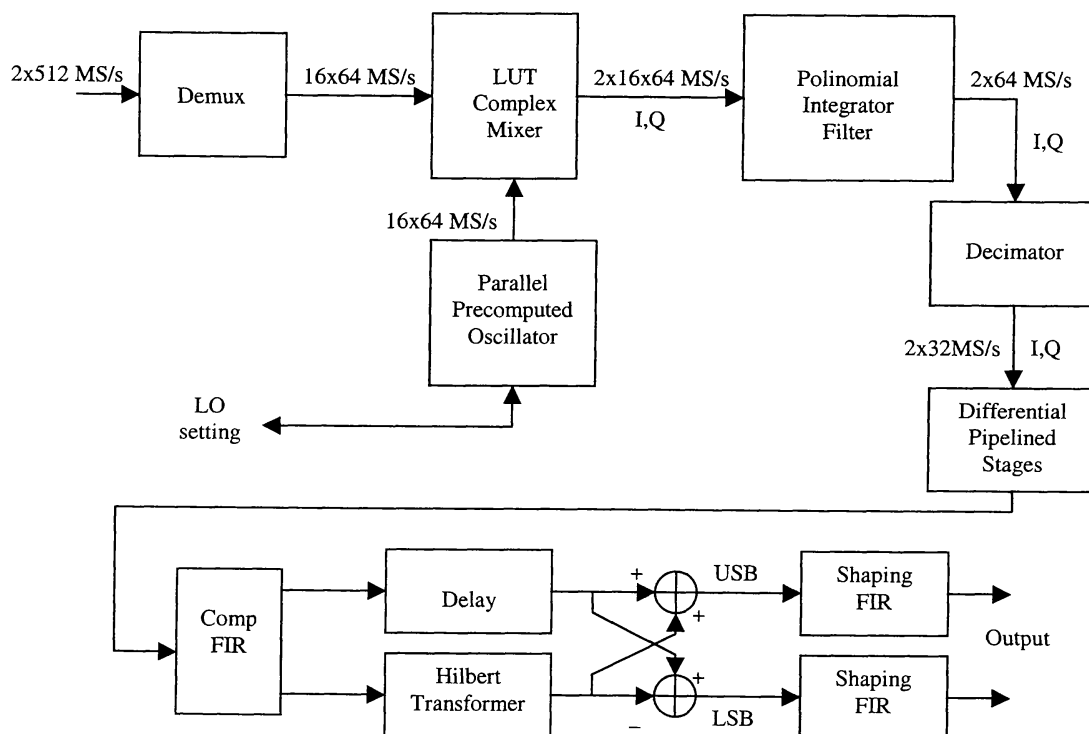 2x512 MS/s
Demux
16x64 MS/s
LUT
Complex
Mixer
2x16x64 MS/s
I,Q
Polinomial
Integrator
Filter
2x64 MS/s
I,Q
16x64 MS/s
Parallel
Precomputed
Oscillator
LO
setting
Decimator
2x32MS/s
I,Q
Differential
Pipelined
Stages
Comp
FIR
Delay
Hilbert
Transformer
+
+
USB
+
–
LSB
Shaping
FIR
Shaping
FIR
Output